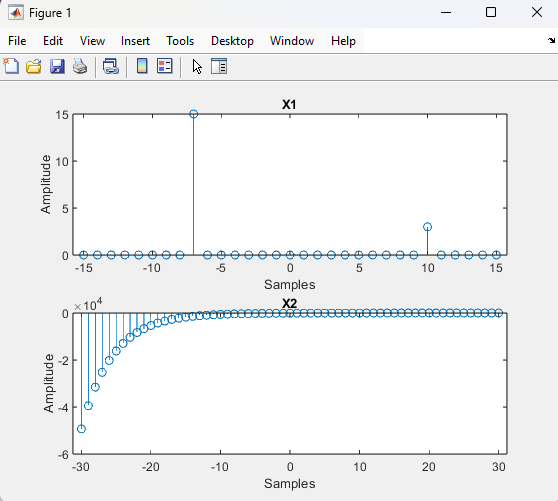 Figure 1
File Edit View Insert Tools Desktop Window Help
X1
15
10
5
0
Amplitude
-15 -10 -5 0 5 10 15
Samples
X2
×10⁴
0
-2
-4
-6
Amplitude
-30 -20 -10 0 10 20 30
Samples